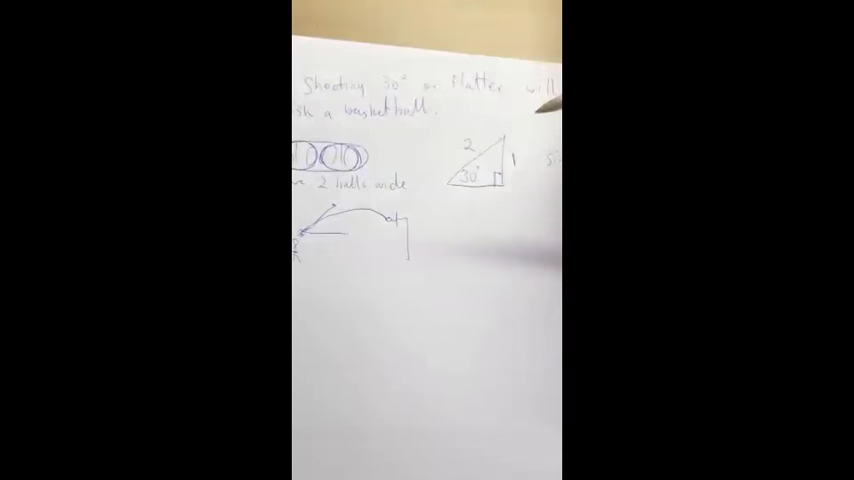 Shooting 30° or flatter will
a basketball.
2 balls wide
2
30°
1